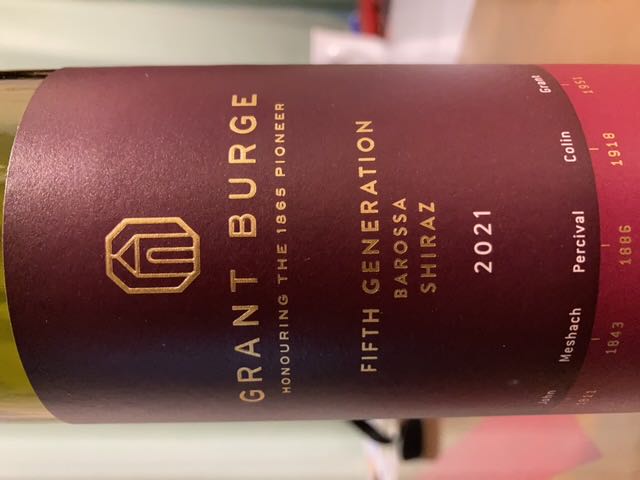 GRANT BURGE
HONOURING THE 1865 PIONEER
FIFTH GENERATION
BAROSSA
SHIRAZ
2021
John Meshach Percival Colin Grant
1843 1886 1918 1951